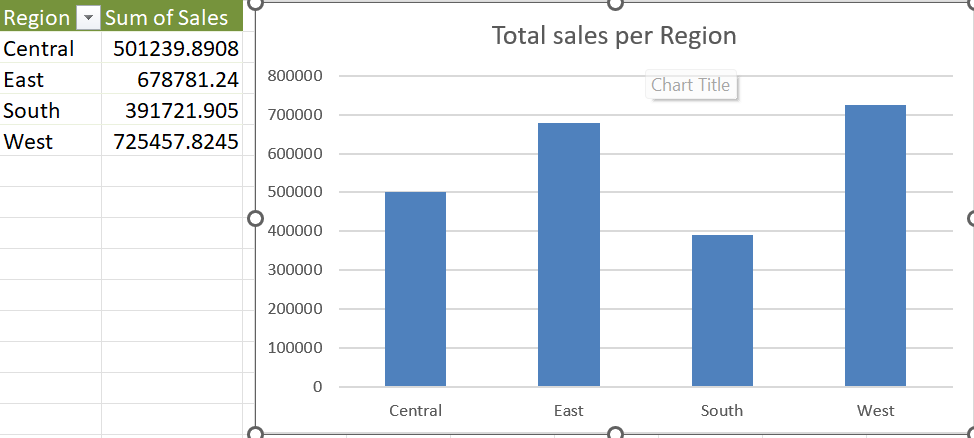 Region Sum of Sales
Central 501239.8908
East 678781.24
South 391721.905
West 725457.8245
Total sales per Region
Chart Title
800000
700000
600000
500000
400000
300000
200000
100000
0
Central East South West